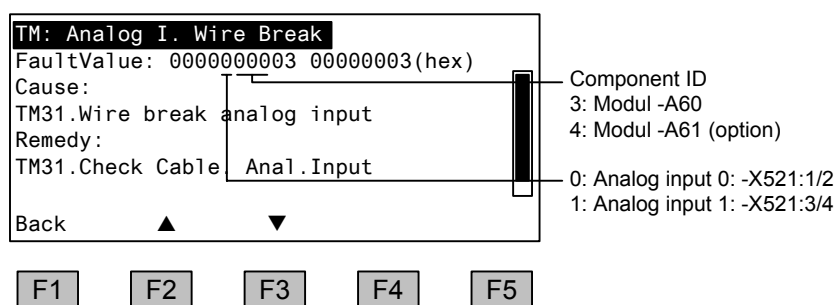 TM: Analog I. Wire Break
FaultValue: 0000000003 00000003(hex)
Cause:
TM31.Wire break analog input
Remedy:
TM31.Check Cable. Anal.Input
Back ▲ ▼
F1 F2 F3 F4 F5
Component ID
3: Modul -A60
4: Modul -A61 (option)
0: Analog input 0: -X521:1/2
1: Analog input 1: -X521:3/4